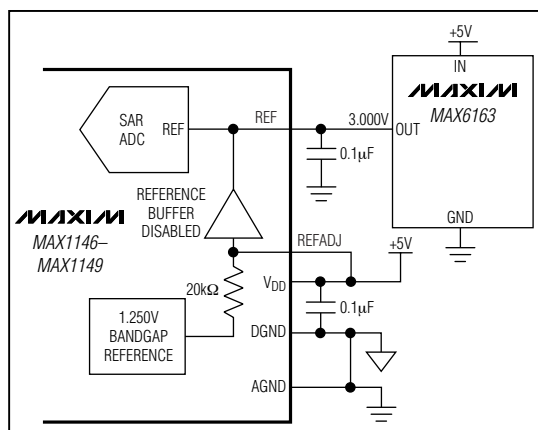 +5V
IN
MAXIM
MAX6163
3.000V
OUT
GND
SAR
ADC
REF
REF
0.1µF
REFERENCE
BUFFER
DISABLED
MAXIM
MAX1146–
MAX1149
REFADJ
+5V
20kΩ
VDD
0.1µF
1.250V
BANDGAP
REFERENCE
DGND
AGND